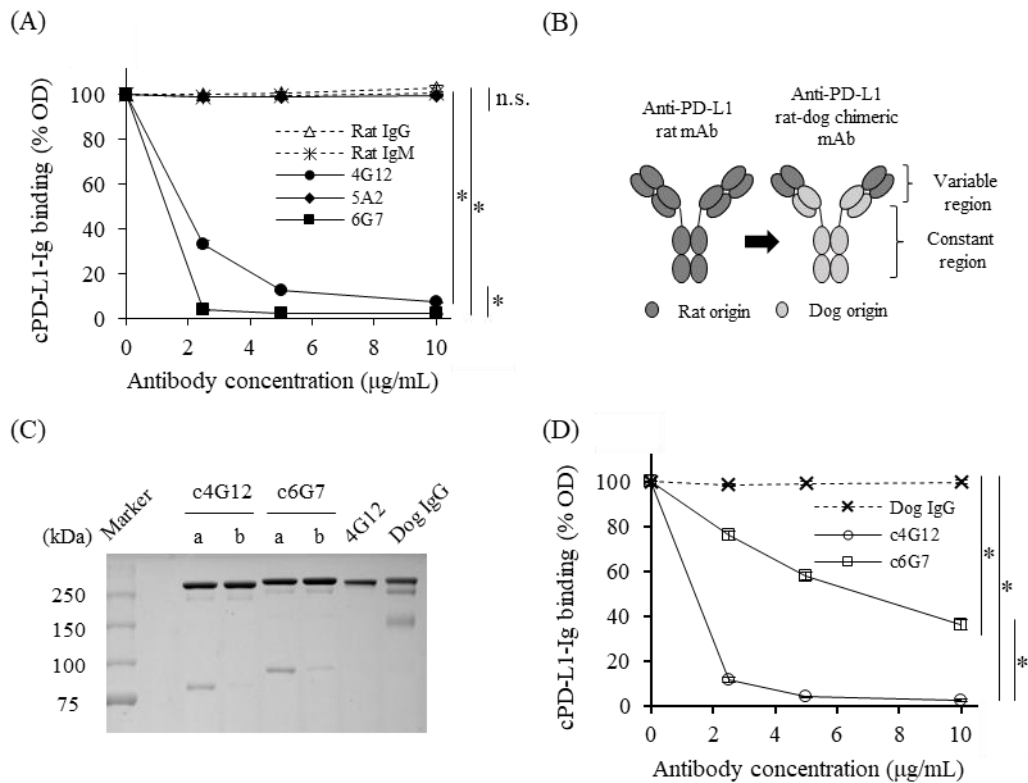 (A)
100
80
60
40
20
0
cPD-L1-Ig binding (% OD)
0 2 4 6 8 10
Antibody concentration (μg/mL)
Rat IgG
Rat IgM
4G12
5A2
6G7
n.s.
*
*
*
(B)
Anti-PD-L1
rat mAb
Anti-PD-L1
rat-dog chimeric
mAb
Variable
region
Constant
region
Rat origin
Dog origin
(C)
(kDa)
Marker
c4G12
c6G7
4G12
Dog IgG
a b a b
250
150
100
75
(D)
100
80
60
40
20
0
cPD-L1-Ig binding (% OD)
0 2 4 6 8 10
Antibody concentration (μg/mL)
Dog IgG
c4G12
c6G7
*
*
*